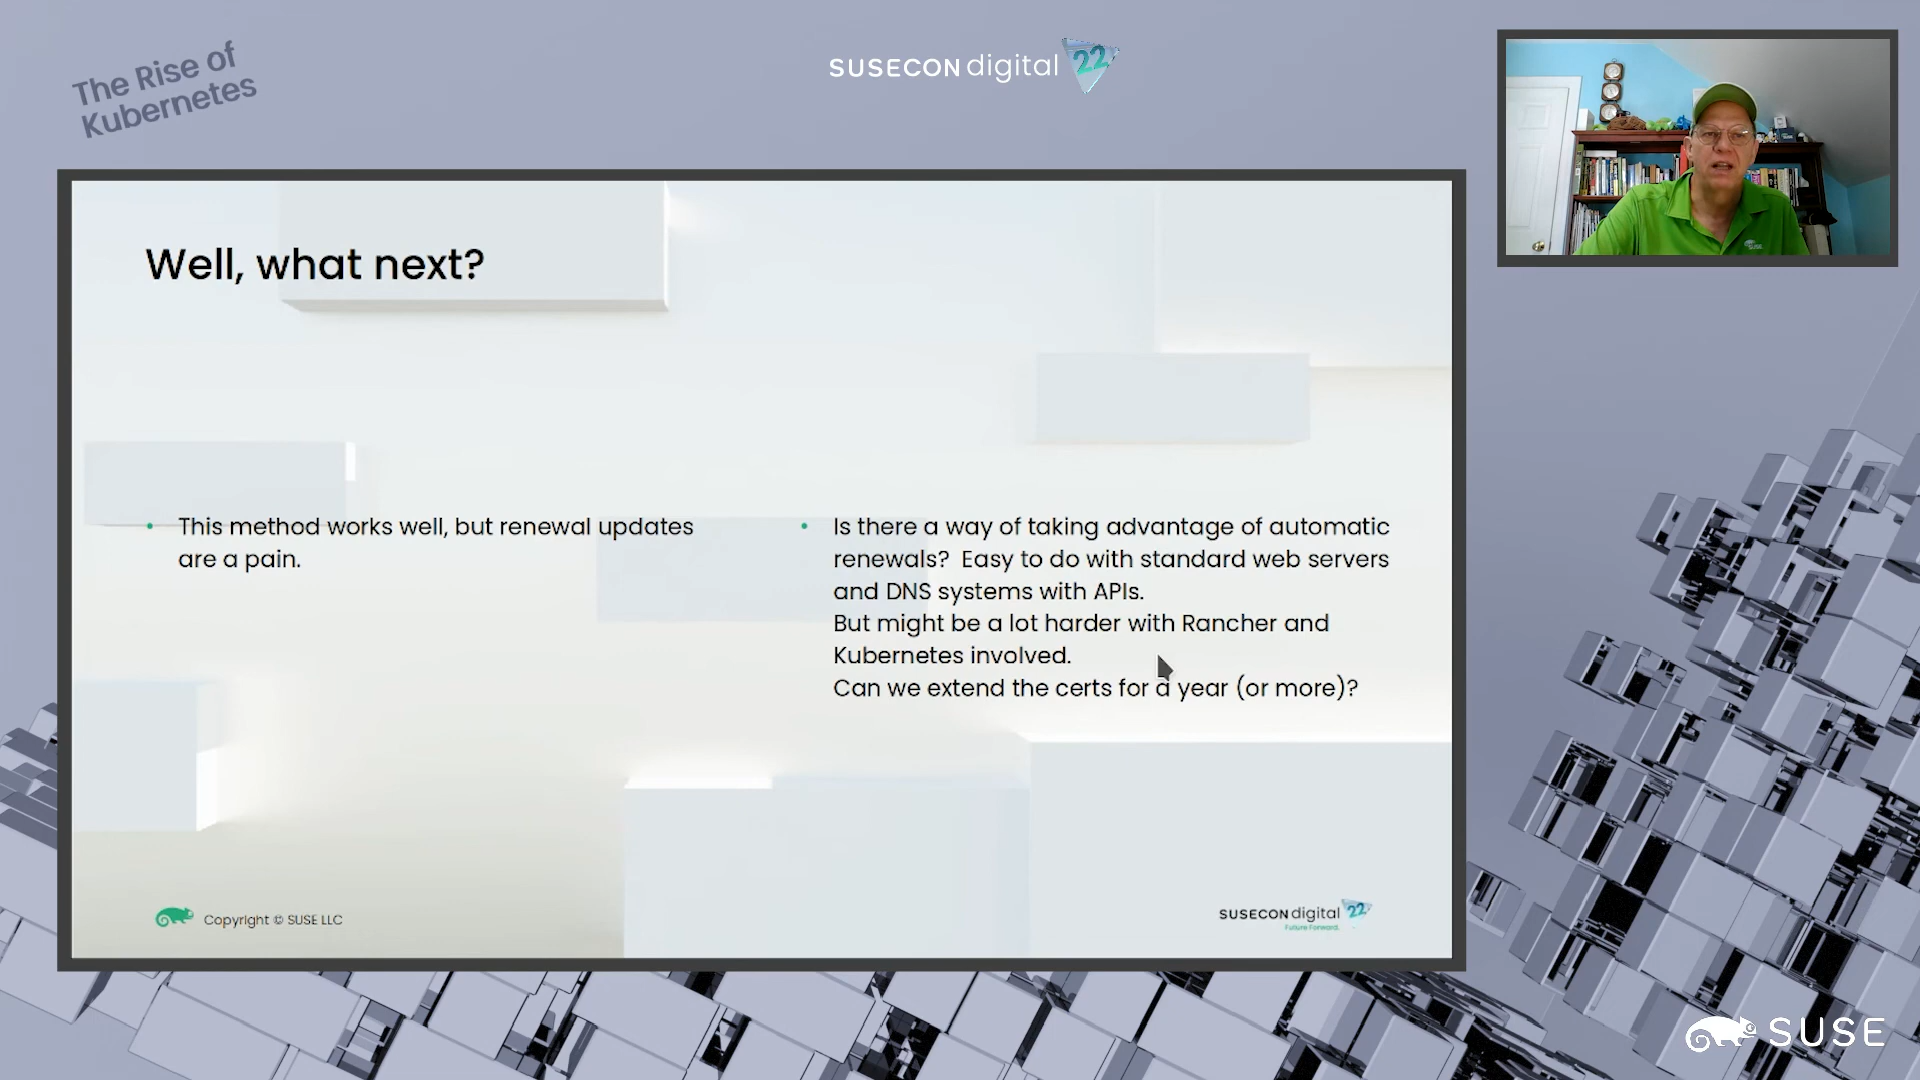 The Rise of
Kubernetes
SUSECON digital 22
Well, what next?
• This method works well, but renewal updates
are a pain.
• Is there a way of taking advantage of automatic
renewals?  Easy to do with standard web servers
and DNS systems with APIs.
But might be a lot harder with Rancher and
Kubernetes involved.
Can we extend the certs for a year (or more)?
Copyright © SUSE LLC
SUSECON digital 22
Future Forward.
SUSE